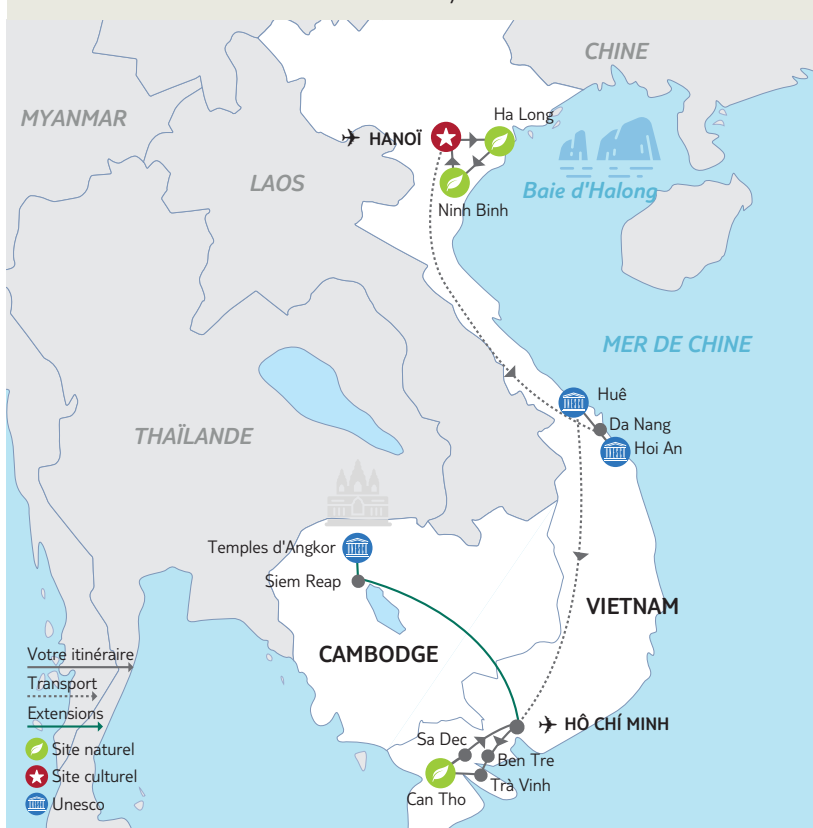 CHINE
MYANMAR
Ha Long
HANOÏ
LAOS
Baie d'Halong
Ninh Binh
MER DE CHINE
Huê
Da Nang
THAÏLANDE
Hoi An
Temples d'Angkor
Siem Reap
VIETNAM
CAMBODGE
Votre itinéraire
Transport
Extensions
HÔ CHÍ MINH
Sa Dec
Site naturel
Ben Tre
Site culturel
Trà Vinh
Can Tho
Unesco